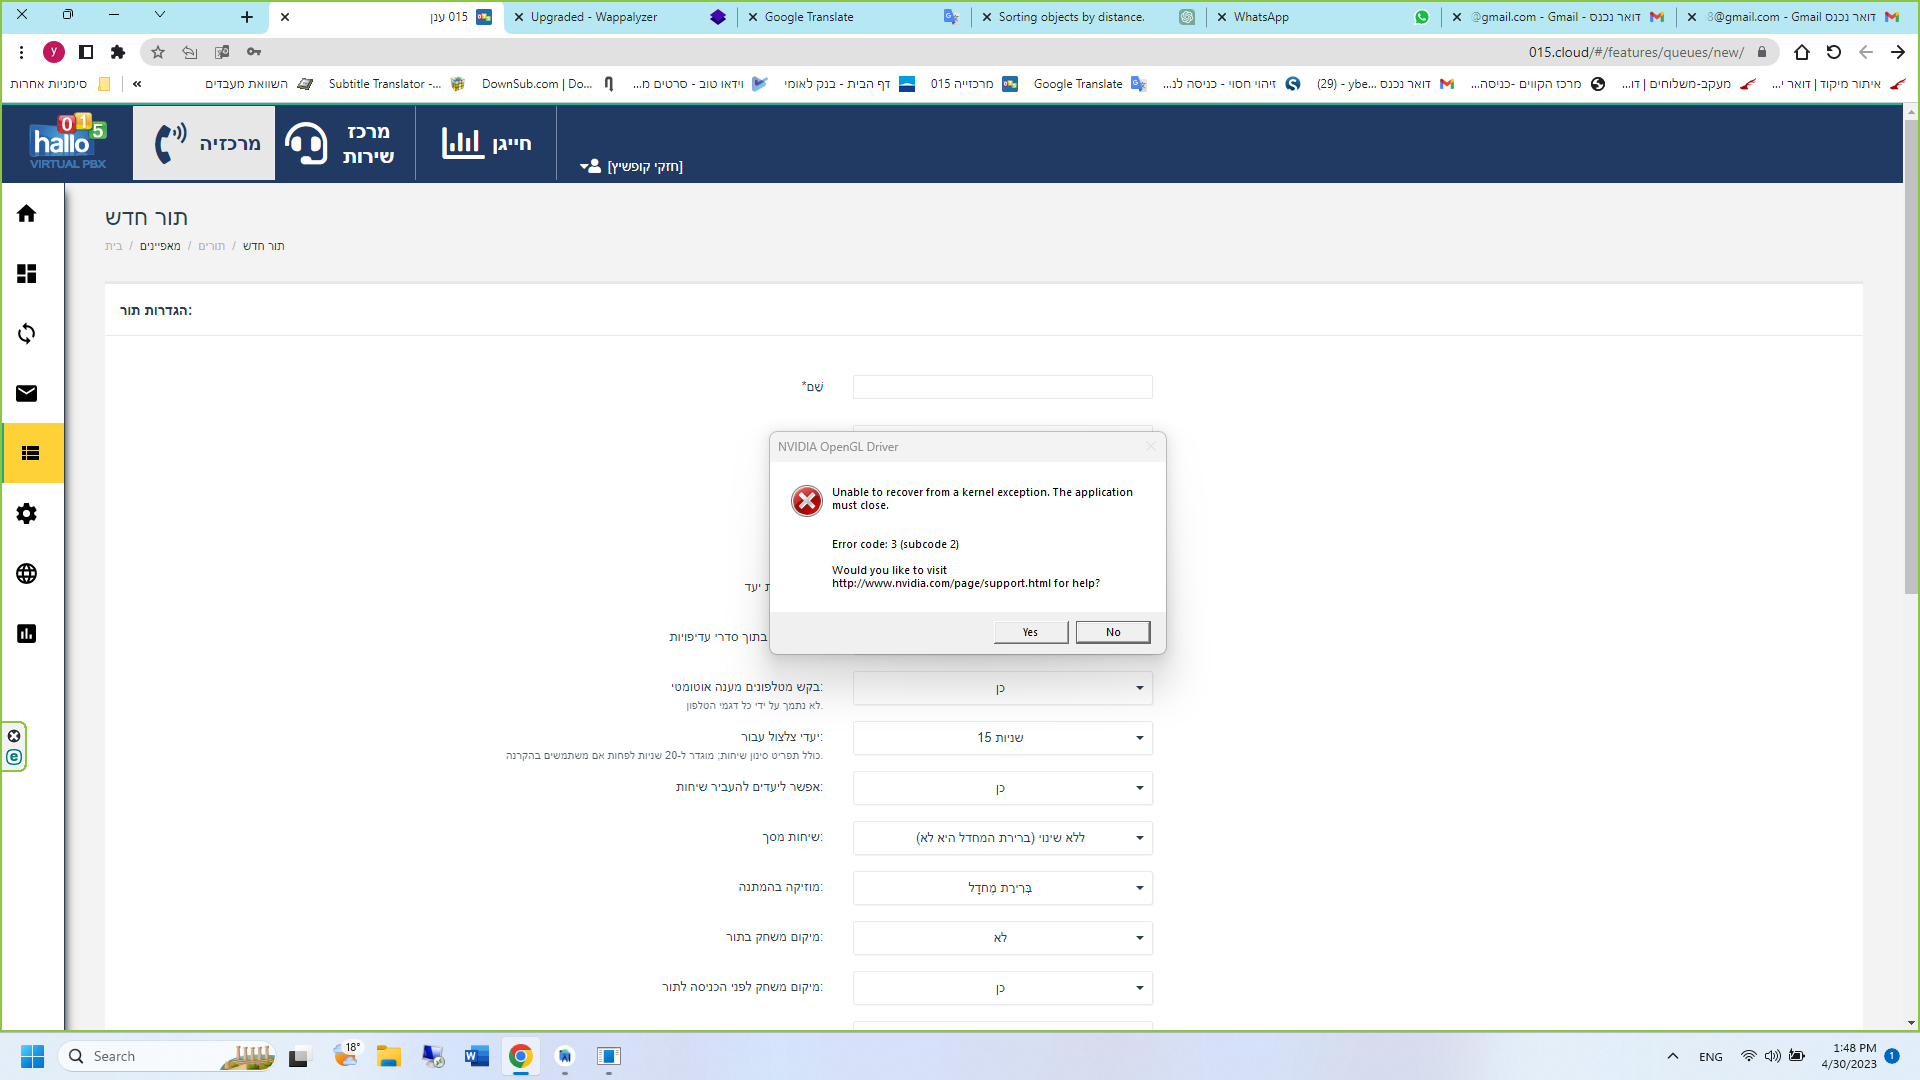 015 ענן
Upgraded - Wappalyzer
Google Translate
Sorting objects by distance.
WhatsApp
דואר נכנס - @gmail.com - Gmail
דואר נכנס 8@gmail.com - Gmail
y
015.cloud/#/features/queues/new/
סימניות אחרות
«
השוואת מעבדים
Subtitle Translator -...
DownSub.com | Do...
וידאו טוב - סרטים מ...
דף הבית - בנק לאומי
מרכזייה 015
Google Translate
זיהוי חסוי - כניסה לנ...
דואר נכנס (29) - ybe...
מרכז הקווים -כניסה...
מעקב-משלוחים | דו...
איתור מיקוד | דואר י...
hallo 015
VIRTUAL PBX
מרכזיה
מרכז שירות
חייגן
[חזקי קופשיץ]
תור חדש
בית / מאפיינים / תורים / תור חדש
הגדרות תור:
שֵׁם*
NVIDIA OpenGL Driver
Unable to recover from a kernel exception. The application
must close.
Error code: 3 (subcode 2)
Would you like to visit
http://www.nvidia.com/page/support.html for help?
Yes
No
ת יעד
בתוך סדרי עדיפויות
בקש מטלפונים מענה אוטומטי:
לא נתמך על ידי כל דגמי הטלפון.
כן
יעדי צלצול עבור:
כולל תפריט סינון שיחות; מוגדר ל-20 שניות לפחות אם משתמשים בהקרנה.
15 שניות
אפשר ליעדים להעביר שיחות:
כן
שיחות מסך:
ללא שינוי (ברירת המחדל היא לא)
מוזיקה בהמתנה:
בְּרִירַת מֶחדָל
מיקום משחק בתור:
לא
מיקום משחק לפני הכניסה לתור:
כן
Search
18°
ENG
1:48 PM
4/30/2023
1